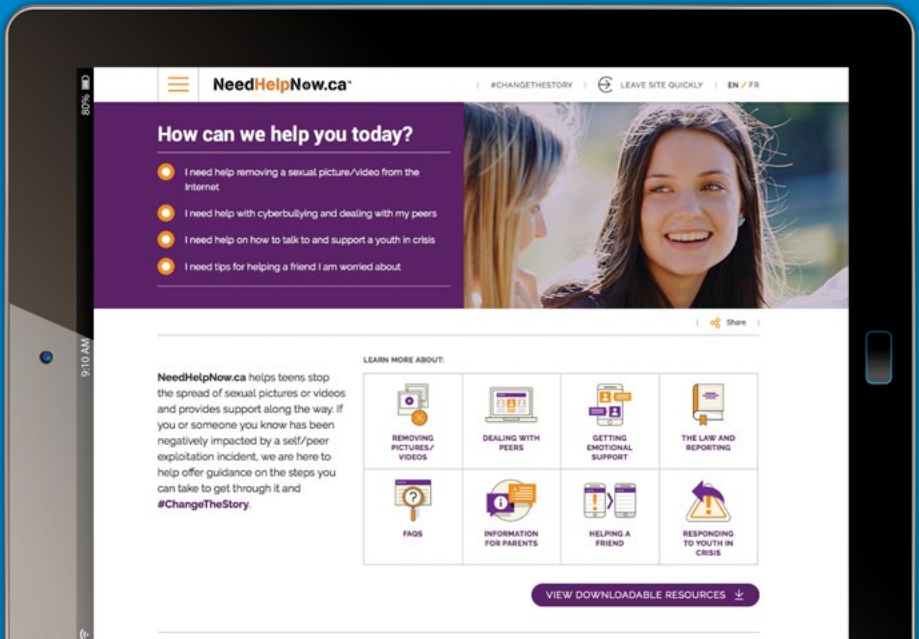 80%
9:10 AM
NeedHelpNow.ca™
#CHANGETHESTORY
LEAVE SITE QUICKLY
EN / FR
How can we help you today?
I need help removing a sexual picture/video from the
Internet
I need help with cyberbullying and dealing with my peers
I need help on how to talk to and support a youth in crisis
I need tips for helping a friend I am worried about
Share
NeedHelpNow.ca helps teens stop
the spread of sexual pictures or videos
and provides support along the way. If
you or someone you know has been
negatively impacted by a self/peer
exploitation incident, we are here to
help offer guidance on the steps you
can take to get through it and
#ChangeTheStory.
LEARN MORE ABOUT:
REMOVING
PICTURES/
VIDEOS
DEALING WITH
PEERS
GETTING
EMOTIONAL
SUPPORT
THE LAW AND
REPORTING
FAQS
INFORMATION
FOR PARENTS
HELPING A
FRIEND
RESPONDING
TO YOUTH IN
CRISIS
VIEW DOWNLOADABLE RESOURCES